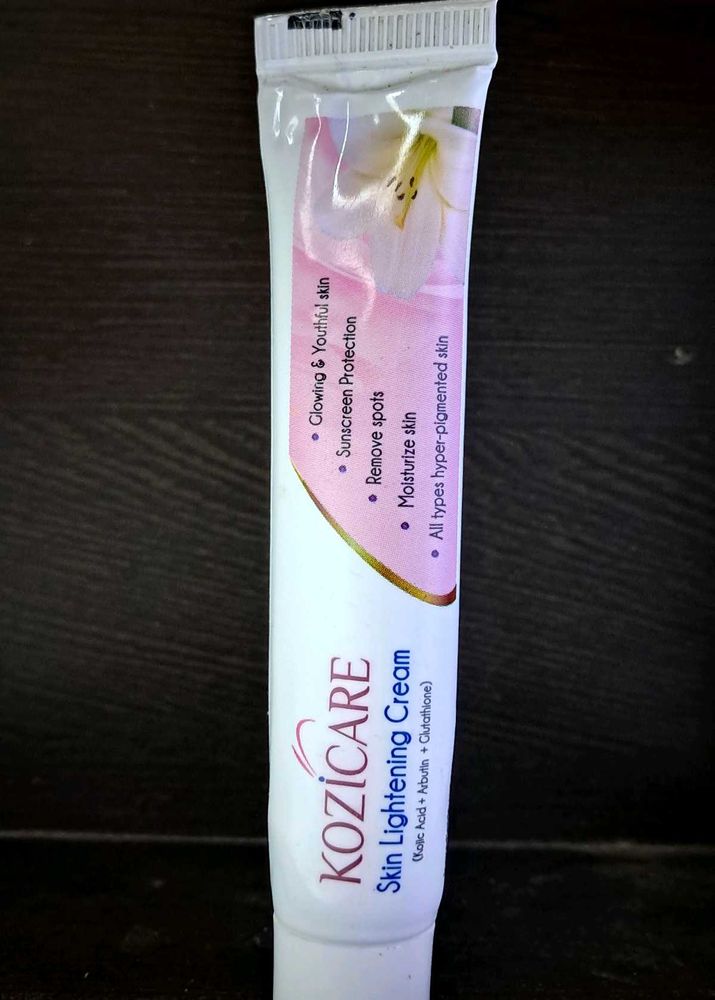 KOZICARE
Skin Lightening Cream
(Kojic Acid + Arbutin + Glutathione)
• Glowing & Youthful skin
• Sunscreen Protection
• Remove spots
• Moisturize skin
• All types hyper-pigmented skin